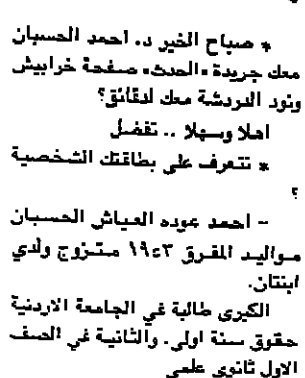 * صباح الخير د. احمد الحسبان
معك جريدة «الحدث» صفحة خرابيش
ونود الدردشة معك لدقائق؟
اهلا وسهلا .. تفضل
* نتعرف على بطاقتك الشخصية
؟
- احمد عوده العياش الحسبان
مواليد المفرق متزوج ولدي
ابنتان.
الكبرى طالبة في الجامعة الاردنية
حقوق سنة اولى. والثانية في الصف
الاول ثانوي علمي